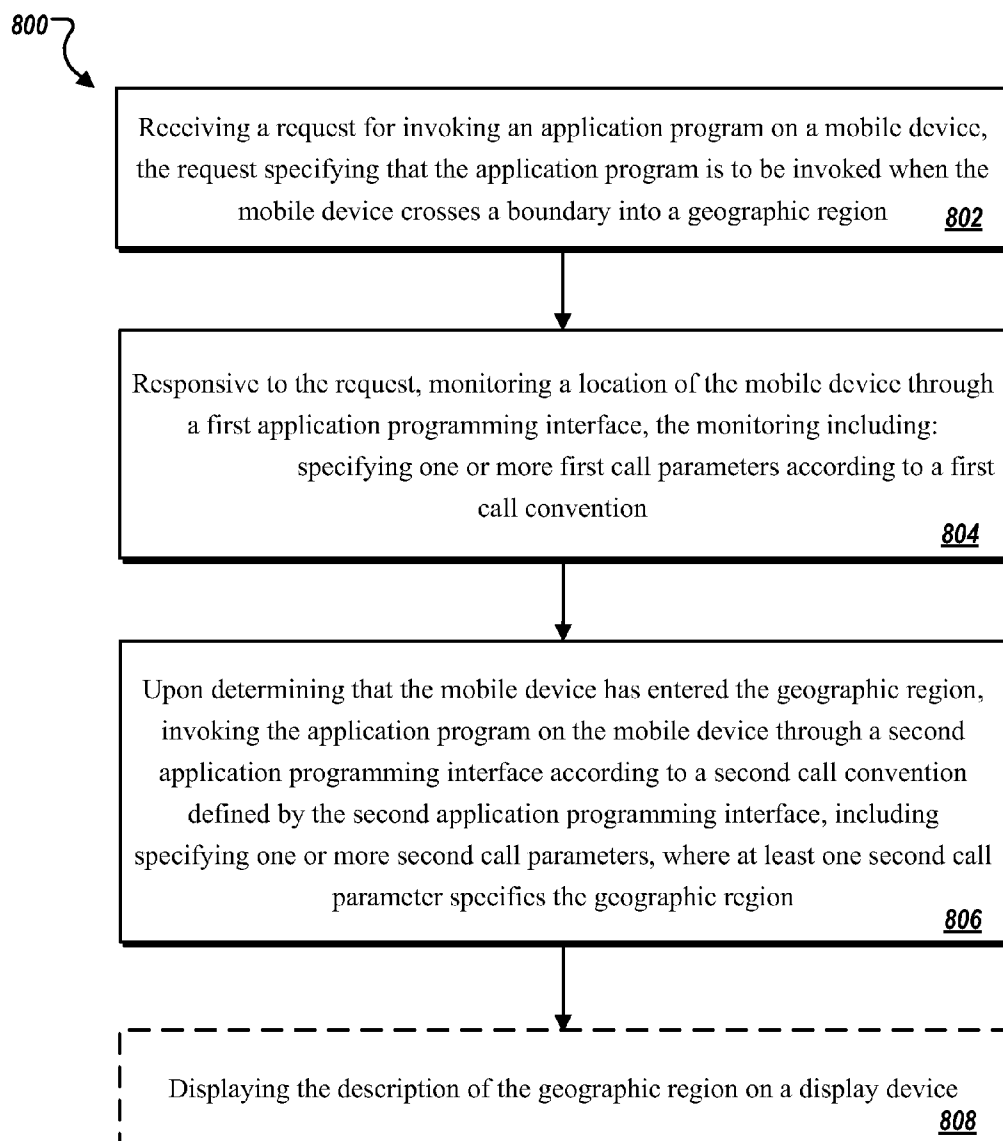 800
Receiving a request for invoking an application program on a mobile device,
the request specifying that the application program is to be invoked when the
mobile device crosses a boundary into a geographic region
802
Responsive to the request, monitoring a location of the mobile device through
a first application programming interface, the monitoring including:
specifying one or more first call parameters according to a first
call convention
804
Upon determining that the mobile device has entered the geographic region,
invoking the application program on the mobile device through a second
application programming interface according to a second call convention
defined by the second application programming interface, including
specifying one or more second call parameters, where at least one second call
parameter specifies the geographic region
806
Displaying the description of the geographic region on a display device
808